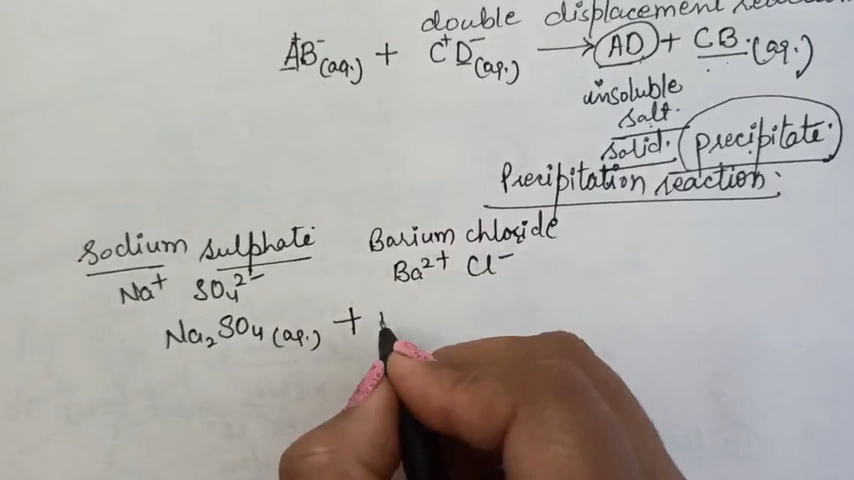 double displacement
A⁺B⁻(aq.) + C⁺D⁻(aq.) → AD + CB (aq.)
insoluble
salt.
solid. precipitate.
Precipitation reaction.
Sodium sulphate Barium chloride
Na⁺ SO₄²⁻ Ba²⁺ Cl⁻
Na₂SO₄ (aq.) +